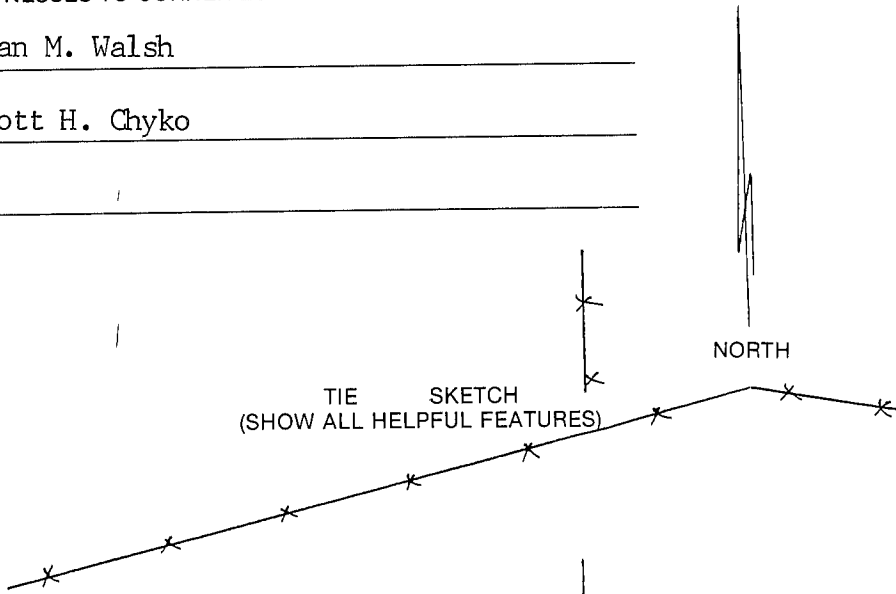 an M. Walsh
ott H. Chyko
NORTH
TIE SKETCH
(SHOW ALL HELPFUL FEATURES)